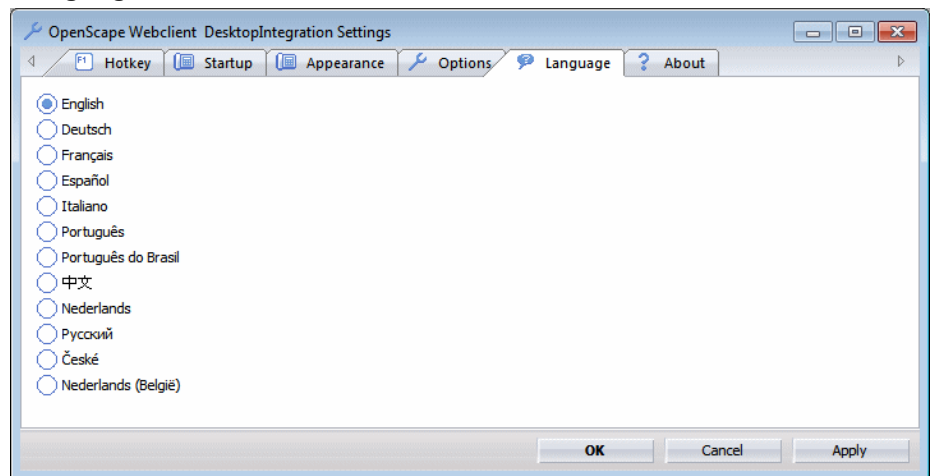 OpenScape Webclient DesktopIntegration Settings
F1 Hotkey Startup Appearance Options Language ? About
English
Deutsch
Français
Español
Italiano
Português
Português do Brasil
中文
Nederlands
Русский
České
Nederlands (België)
OK Cancel Apply